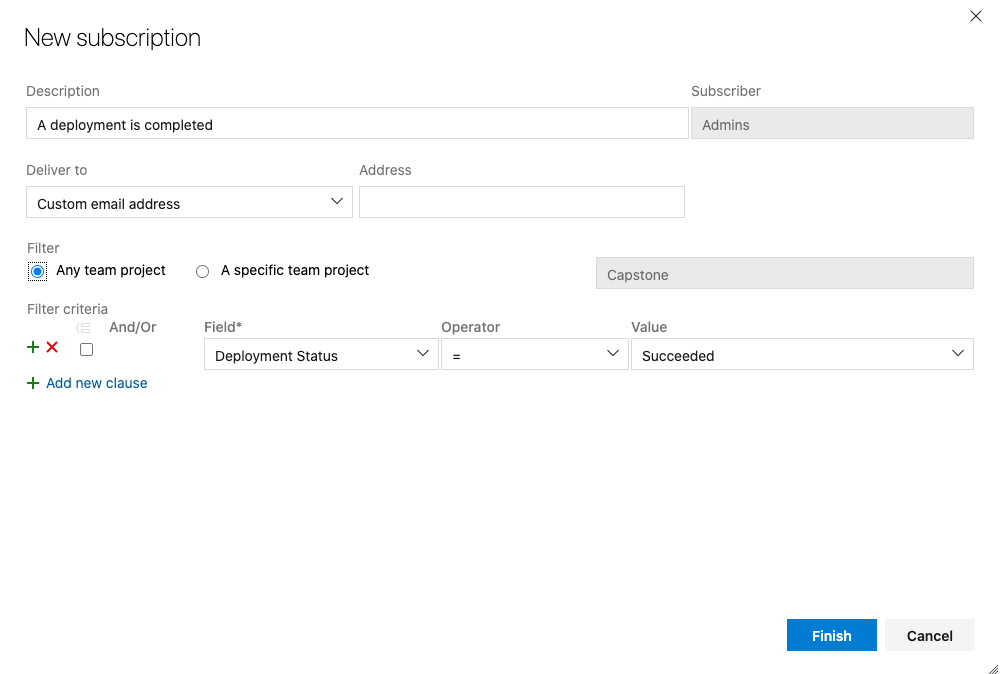 New subscription
Description
Subscriber
A deployment is completed
Admins
Deliver to
Address
Custom email address
Filter
Any team project
A specific team project
Capstone
Filter criteria
And/Or
Field*
Operator
Value
Deployment Status
=
Succeeded
Add new clause
Finish
Cancel